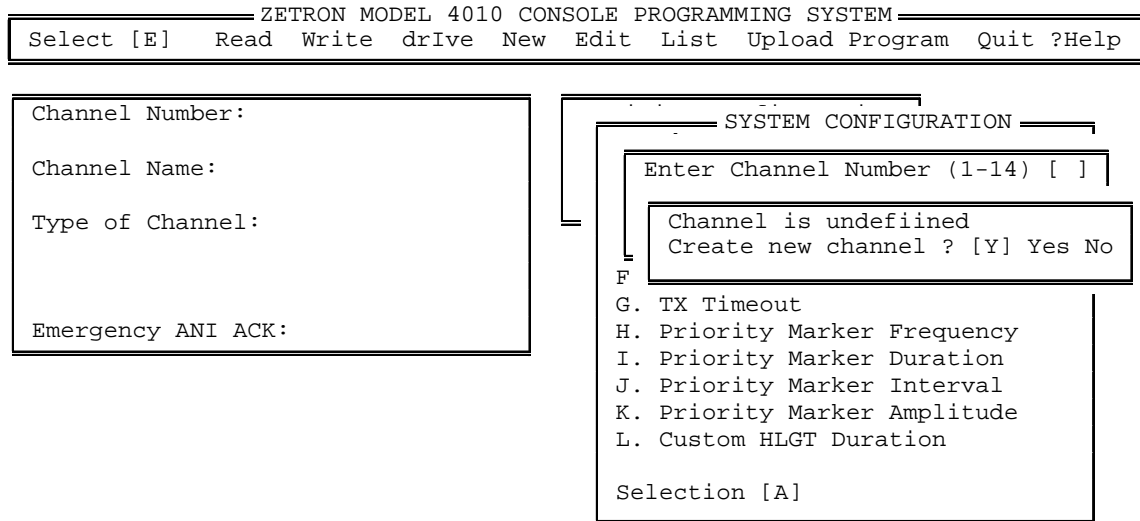 ZETRON MODEL 4010 CONSOLE PROGRAMMING SYSTEM
Select [E] Read Write drIve New Edit List Upload Program Quit ?Help
Channel Number:
Channel Name:
Type of Channel:
Emergency ANI ACK:
SYSTEM CONFIGURATION
Enter Channel Number (1-14) [ ]
Channel is undefiined
Create new channel ? [Y] Yes No
F
G. TX Timeout
H. Priority Marker Frequency
I. Priority Marker Duration
J. Priority Marker Interval
K. Priority Marker Amplitude
L. Custom HLGT Duration
Selection [A]